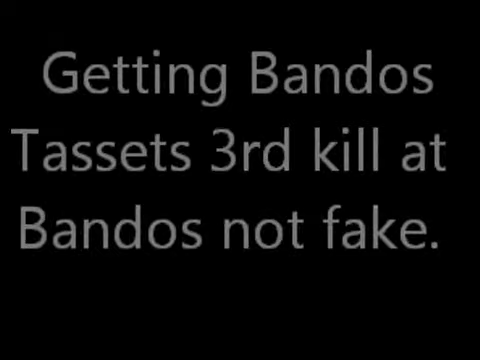 Getting Bandos
Tassets 3rd kill at
Bandos not fake.